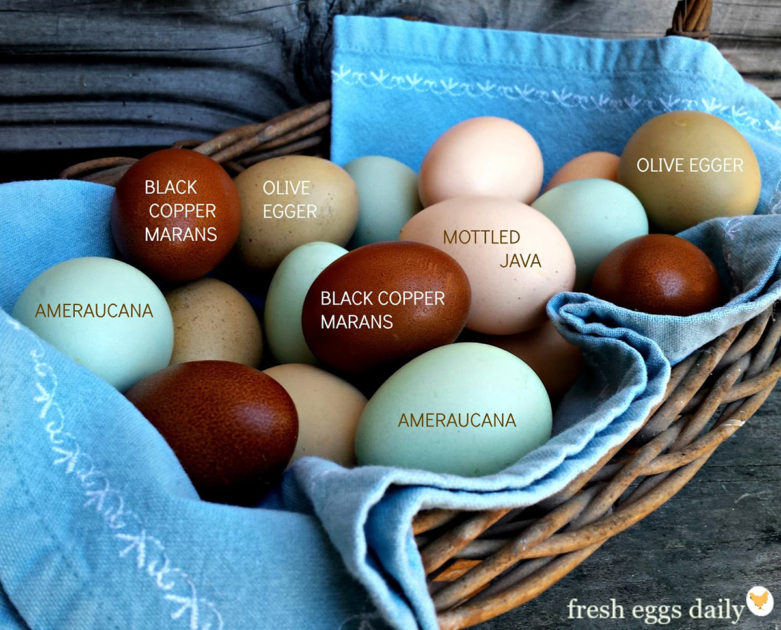 BLACK
COPPER
MARANS
OLIVE
EGGER
OLIVE EGGER
MOTTLED
JAVA
AMERAUCANA
BLACK COPPER
MARANS
AMERAUCANA
fresh eggs daily